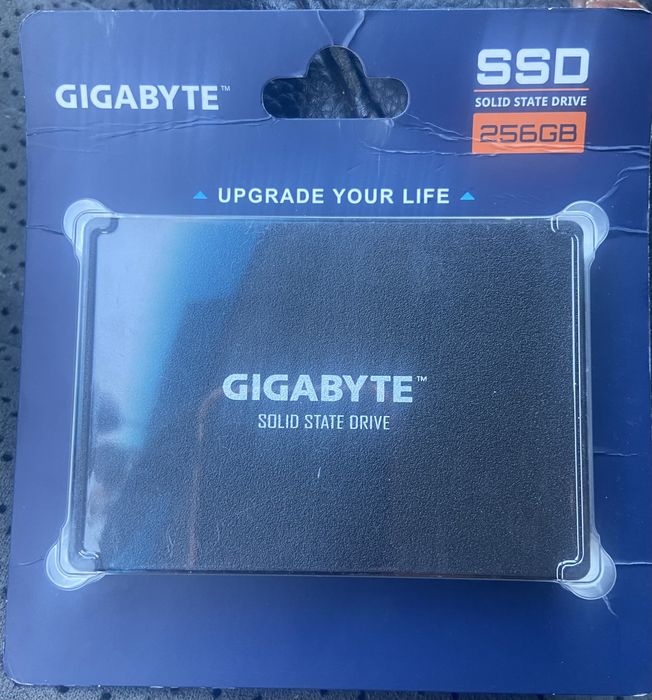 GIGABYTE™
SSD
SOLID STATE DRIVE
256GB
UPGRADE YOUR LIFE
GIGABYTE™
SOLID STATE DRIVE